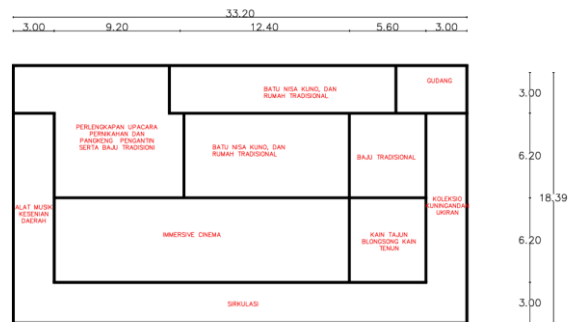 33.20
3.00 9.20 12.40 5.60 3.00
GUDANG
BATU NISA KUNO, DAN
RUMAH TRADISIONAL
3.00
PERLENGKAPAN UPACARA
PERNIKAHAN DAN
PANGKENG PENGANTIN
SERTA BAJU TRADISIONI
BATU NISA KUNO, DAN
RUMAH TRADISIONAL
BAJU TRADISIONAL
6.20
18.39
ALAT MUSIK
KESENIAN
DAERAH
KOLEKSIO
KUNINGANDAN
UKIRAN
IMMERSIVE CINEMA
KAIN TAJUN
BLONGSONG KAIN
TENUN
6.20
SIRKULASI
3.00